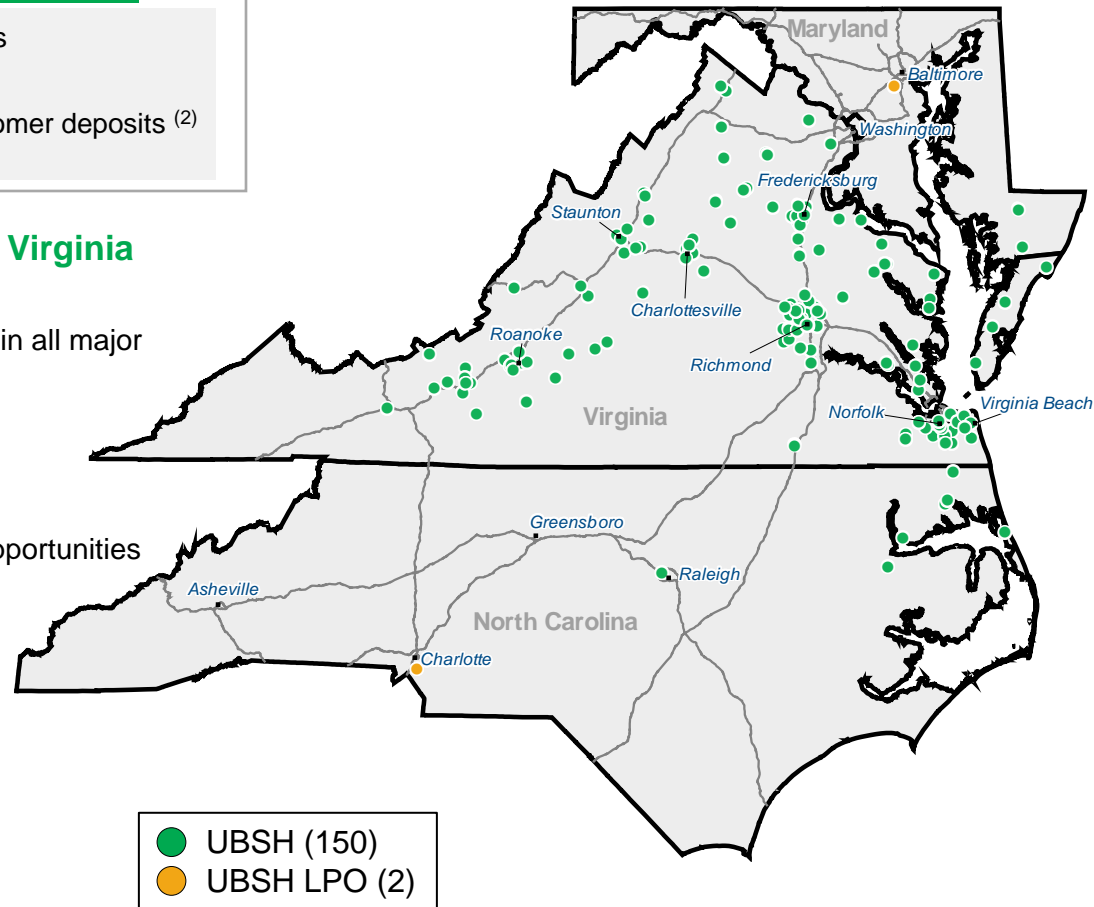 s
omer deposits (2)
Virginia
in all major
pportunities
Maryland
Baltimore
Washington
Fredericksburg
Staunton
Charlottesville
Roanoke
Richmond
Virginia
Norfolk
Virginia Beach
Greensboro
Raleigh
Asheville
North Carolina
Charlotte
UBSH (150)
UBSH LPO (2)